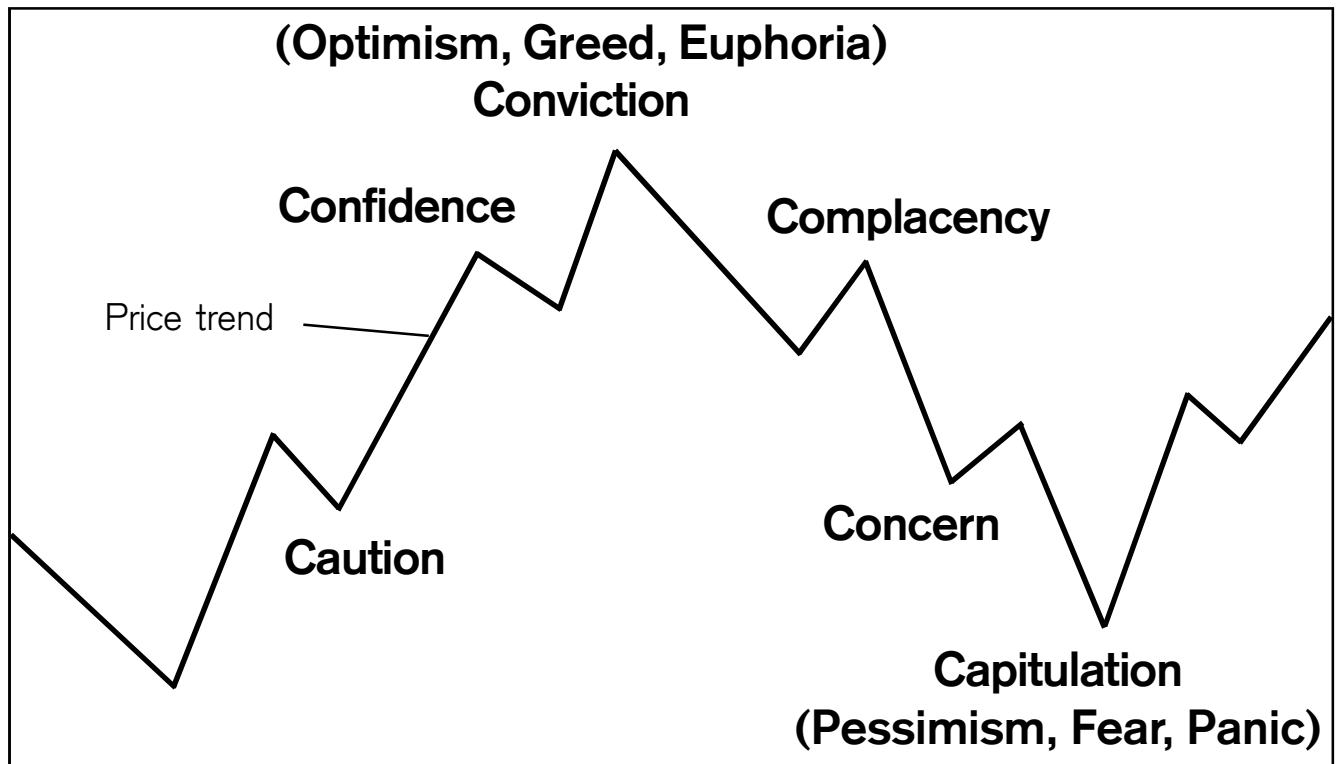 (Optimism, Greed, Euphoria)
Conviction
Confidence
Complacency
Price trend
Concern
Caution
Capitulation
(Pessimism, Fear, Panic)